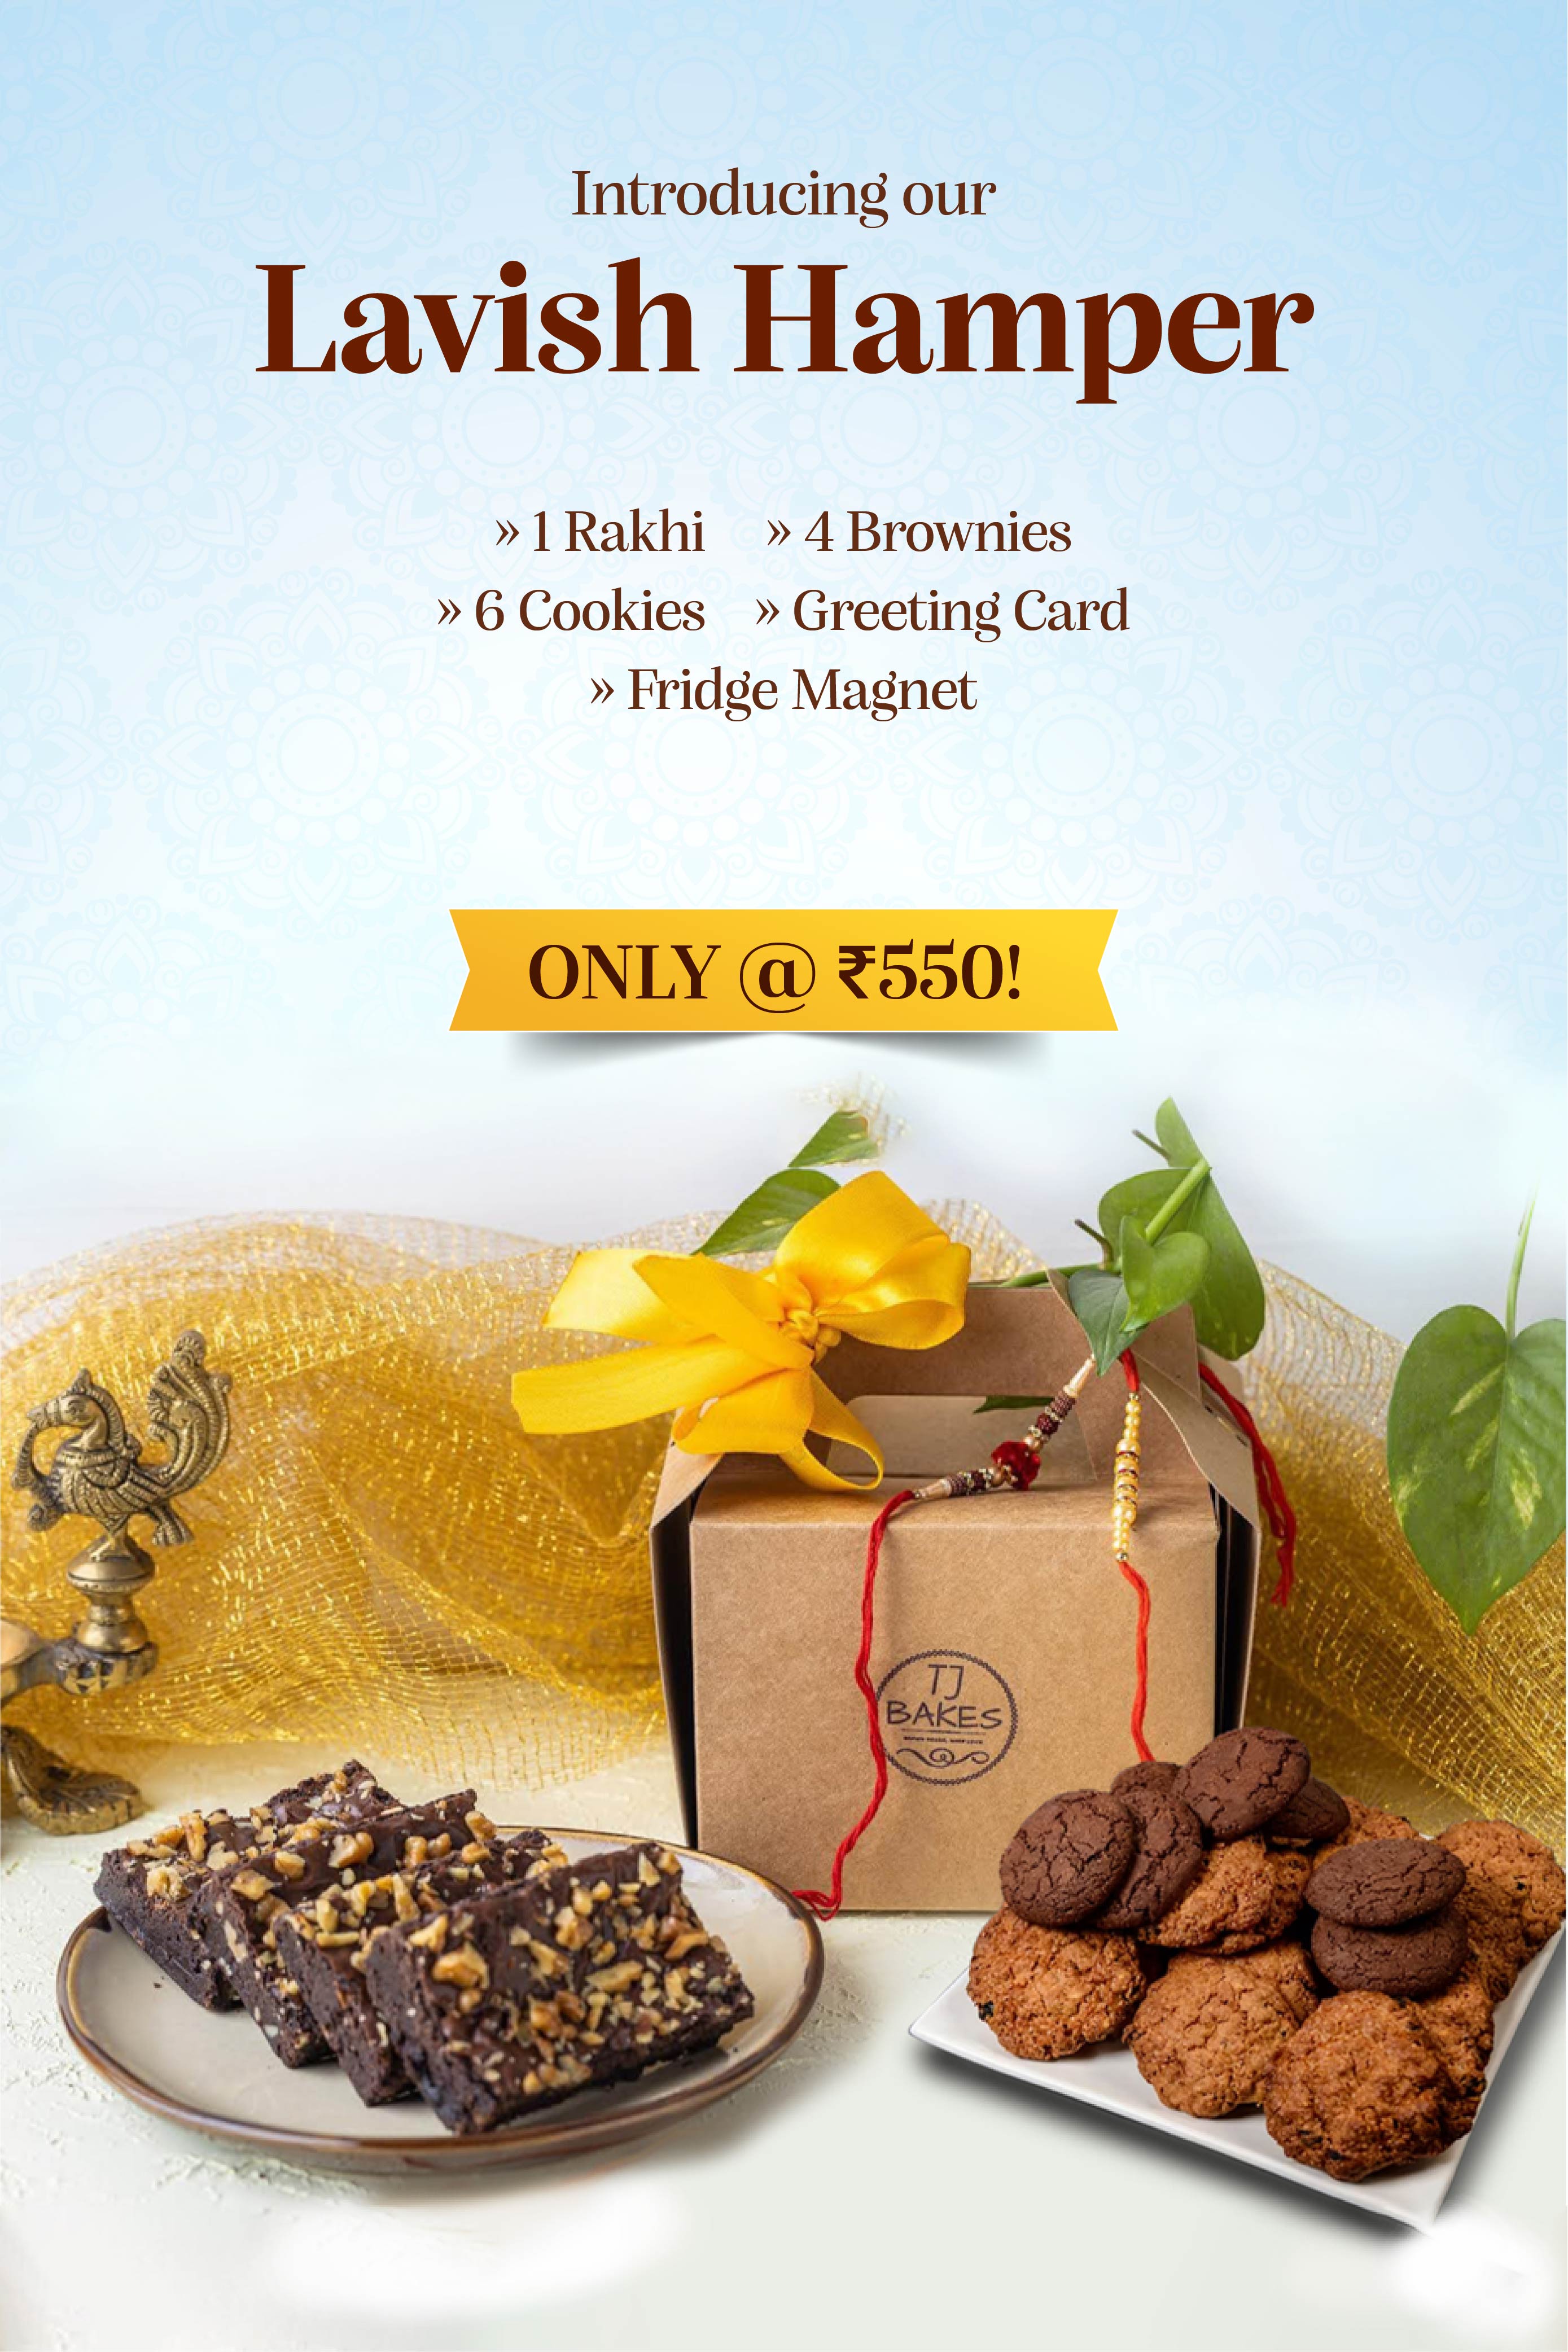 Introducing our
Lavish Hamper
» 1 Rakhi » 4 Brownies
» 6 Cookies » Greeting Card
» Fridge Magnet
ONLY @ ₹550!
TJ
BAKES